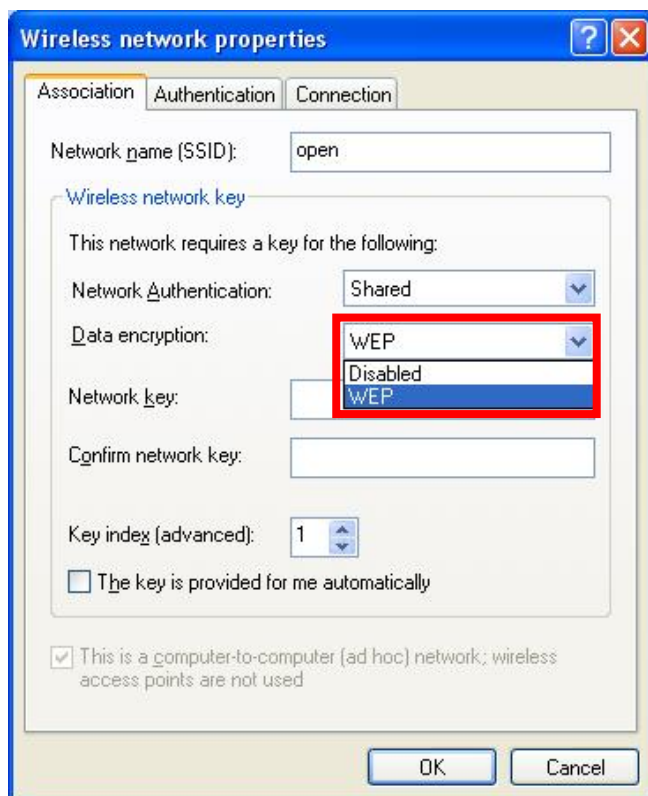 Wireless network properties
Association Authentication Connection
Network name (SSID): open
Wireless network key
This network requires a key for the following:
Network Authentication: Shared
Data encryption: WEP
Disabled
WEP
Network key:
Confirm network key:
Key index (advanced): 1
The key is provided for me automatically
This is a computer-to-computer (ad hoc) network; wireless
access points are not used
OK Cancel